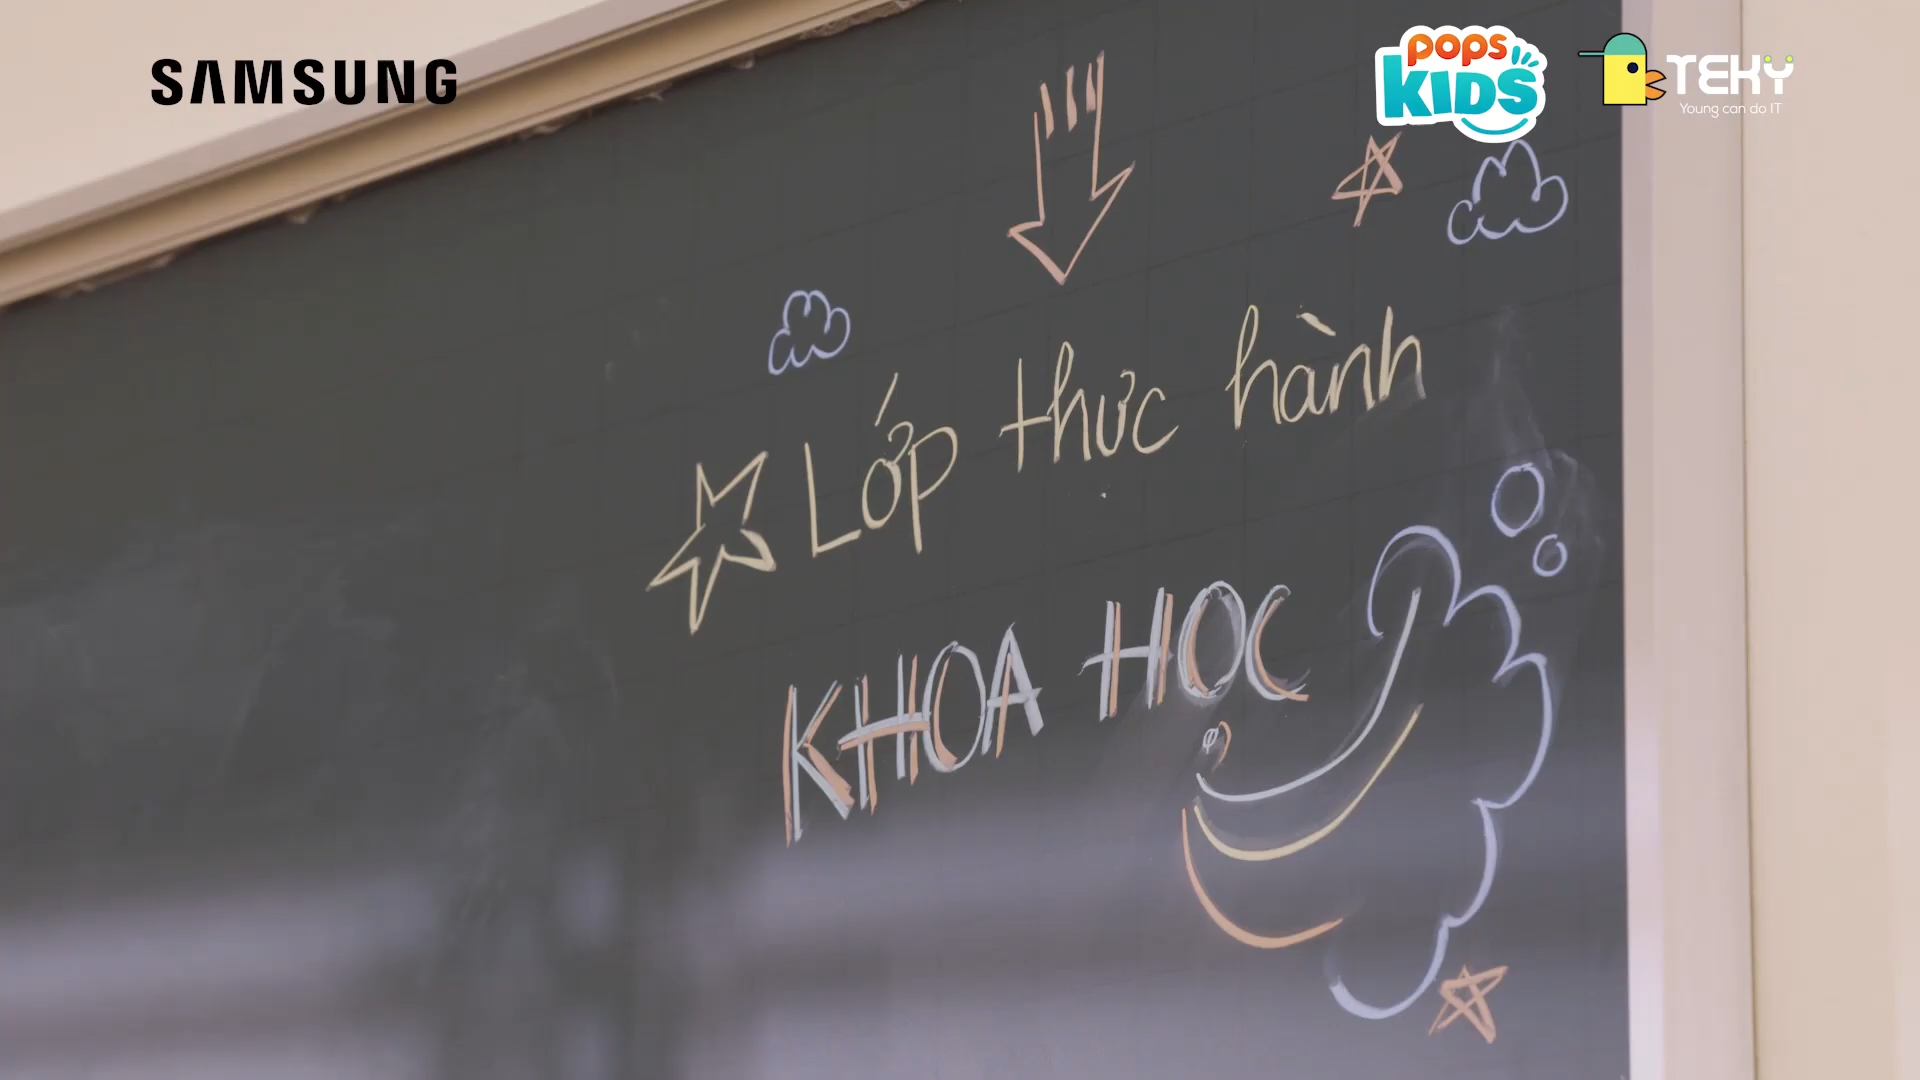 SAMSUNG
POPS
KIDS
TEKY
Young can do IT
Lớp thực hành
KHOA HỌC